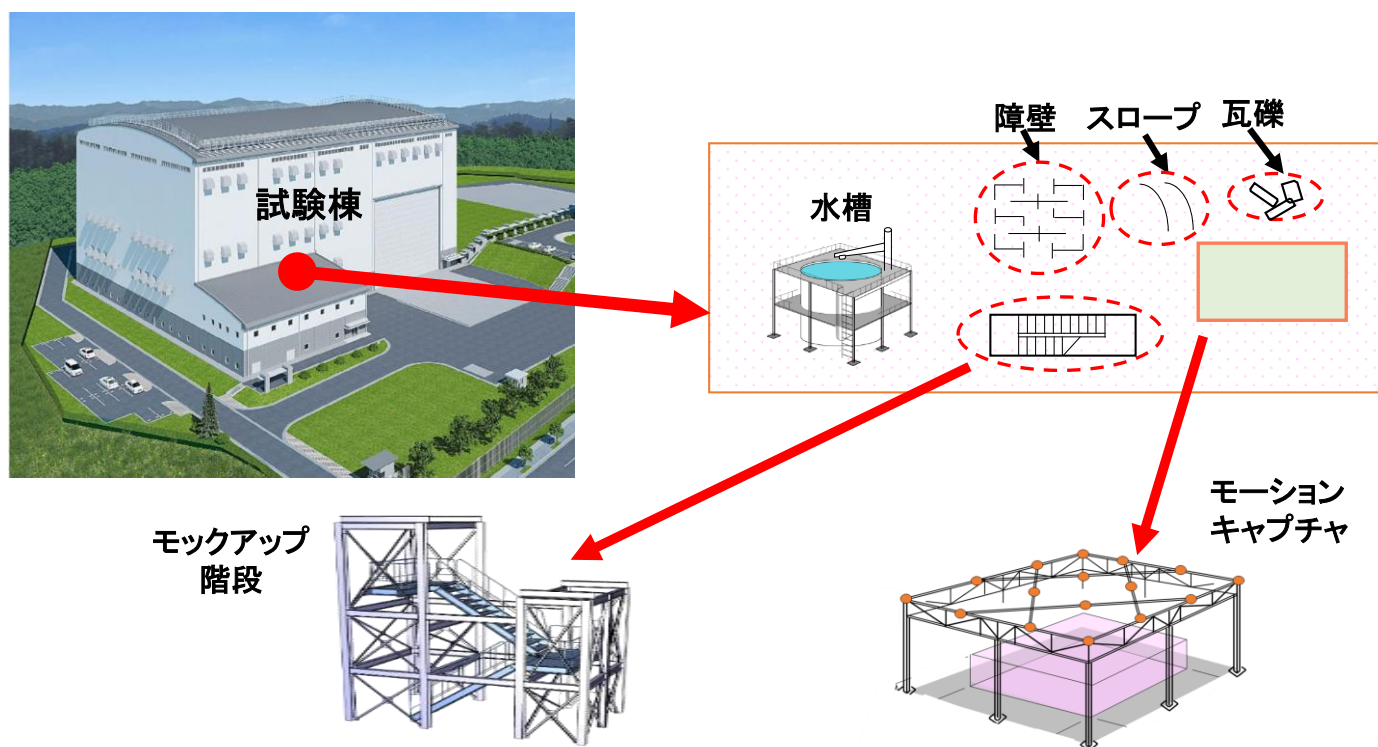 障壁
スロープ
瓦礫
試験棟
水槽
モックアップ
階段
モーション
キャプチャ